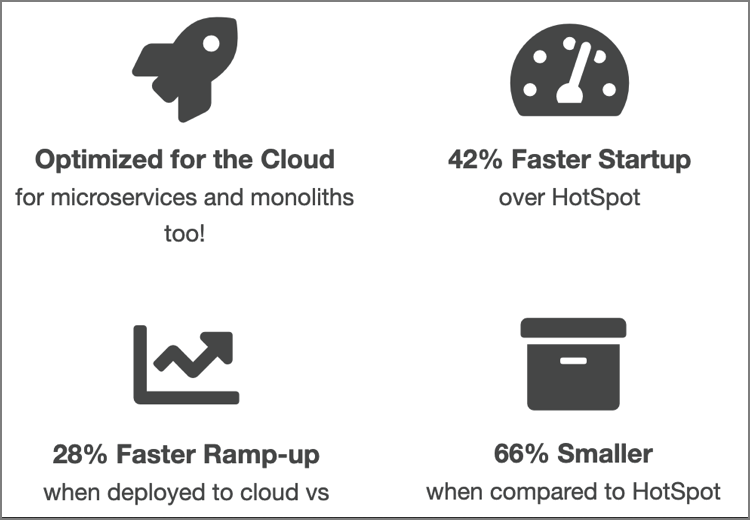 Optimized for the Cloud
for microservices and monoliths
too!
42% Faster Startup
over HotSpot
28% Faster Ramp-up
when deployed to cloud vs
66% Smaller
when compared to HotSpot